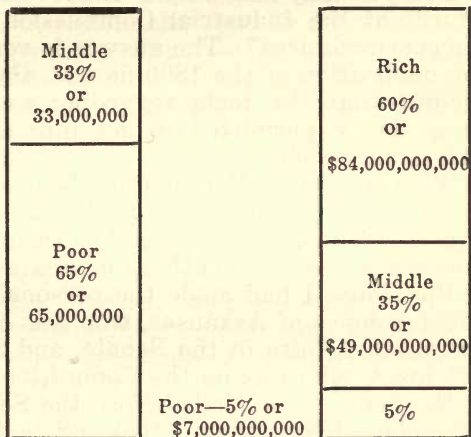 Middle
33%
or
33,000,000
Poor
65%
or
65,000,000
Rich
60%
or
$84,000,000,000
Middle
35%
or
$49,000,000,000
Poor—5% or
$7,000,000,000
5%